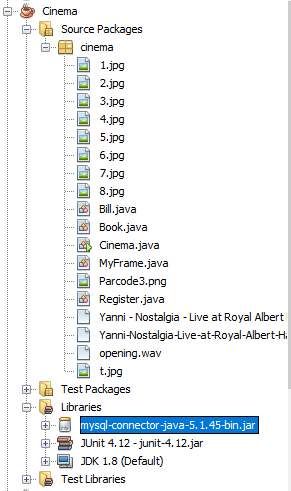 Cinema
Source Packages
cinema
1.jpg
2.jpg
3.jpg
4.jpg
5.jpg
6.jpg
7.jpg
8.jpg
Bill.java
Book.java
Cinema.java
MyFrame.java
Parcode3.png
Register.java
Yanni - Nostalgia - Live at Royal Albert
Yanni-Nostalgia-Live-at-Royal-Albert-Ha
opening.wav
t.jpg
Test Packages
Libraries
mysql-connector-java-5.1.45-bin.jar
JUnit 4.12 - junit-4.12.jar
JDK 1.8 (Default)
Test Libraries